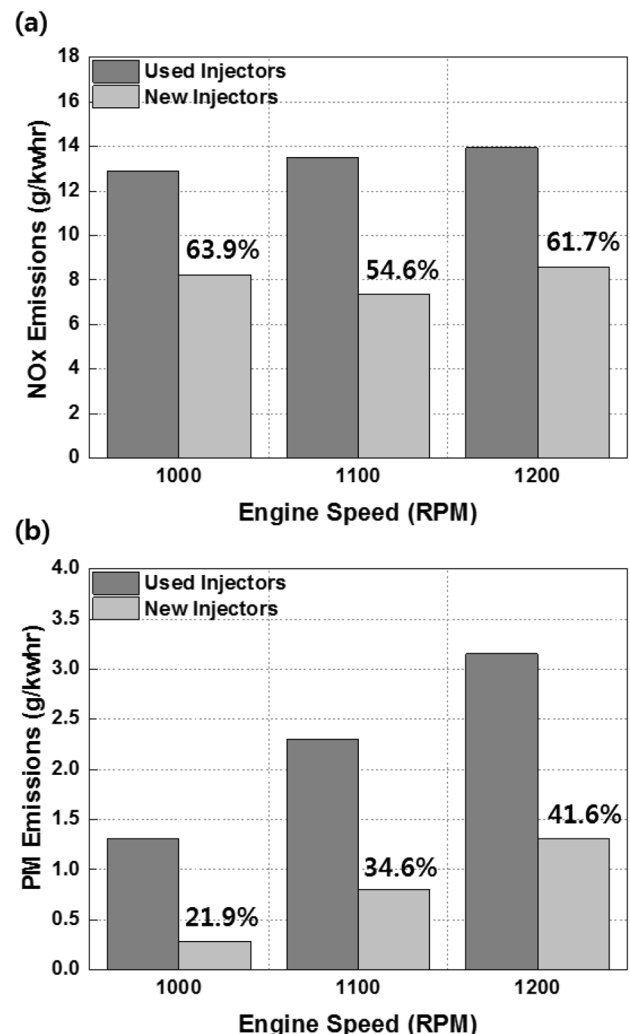 (a)
18
16
14
12
10
8
6
4
2
0
NOx Emissions (g/kwhr)
Used Injectors
New Injectors
63.9%
54.6%
61.7%
1000 1100 1200
Engine Speed (RPM)
(b)
4.0
3.5
3.0
2.5
2.0
1.5
1.0
0.5
0.0
PM Emissions (g/kwhr)
Used Injectors
New Injectors
21.9%
34.6%
41.6%
1000 1100 1200
Engine Speed (RPM)